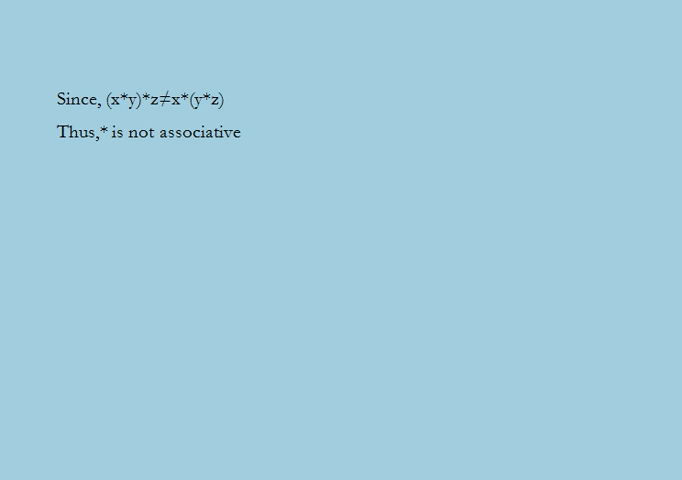 Since, (x*y)*z≠x*(y*z)
Thus,* is not associative